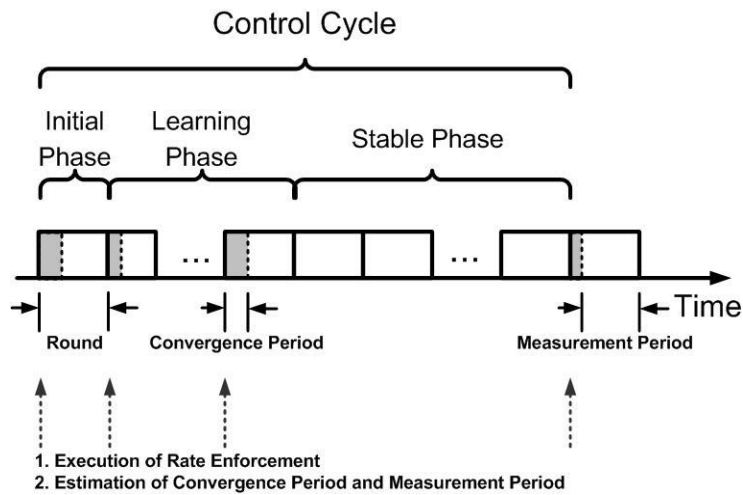 Control Cycle
Initial
Phase
Learning
Phase
Stable Phase
...
...
Time
Round
Convergence Period
Measurement Period
1. Execution of Rate Enforcement
2. Estimation of Convergence Period and Measurement Period